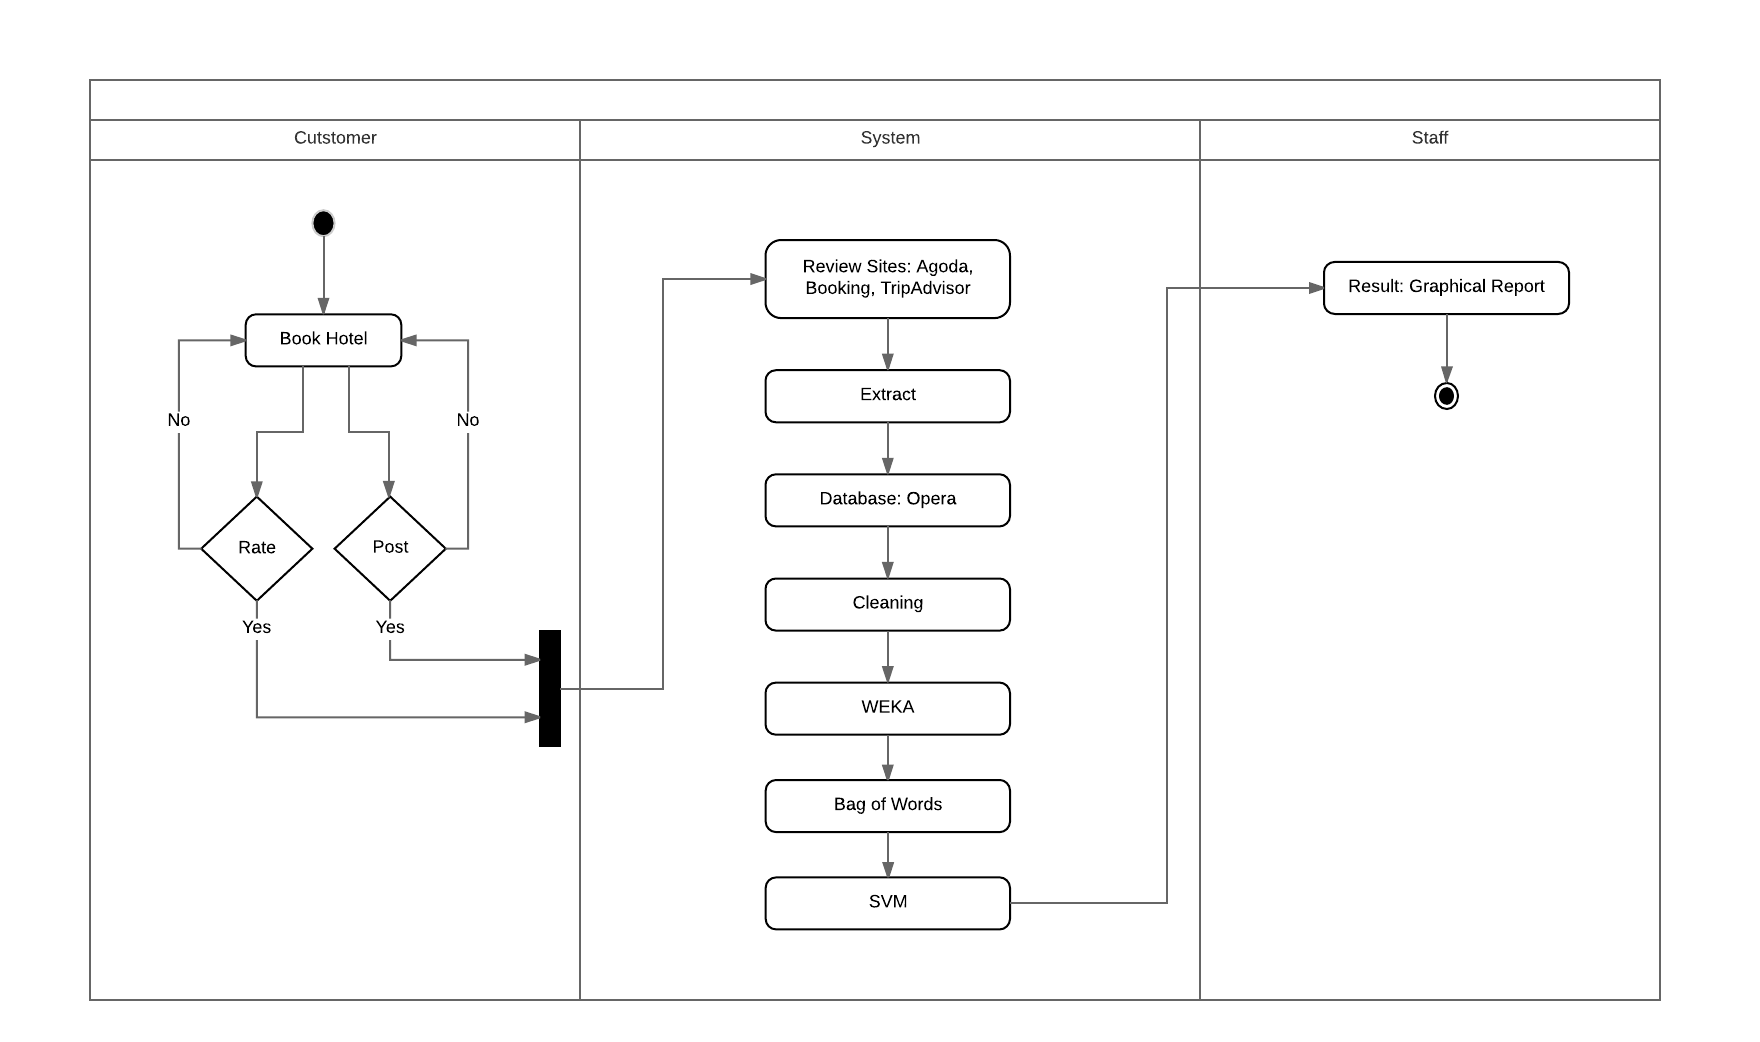 Cutstomer
System
Staff
Book Hotel
No
No
Rate
Post
Yes
Yes
Review Sites: Agoda,
Booking, TripAdvisor
Extract
Database: Opera
Cleaning
WEKA
Bag of Words
SVM
Result: Graphical Report